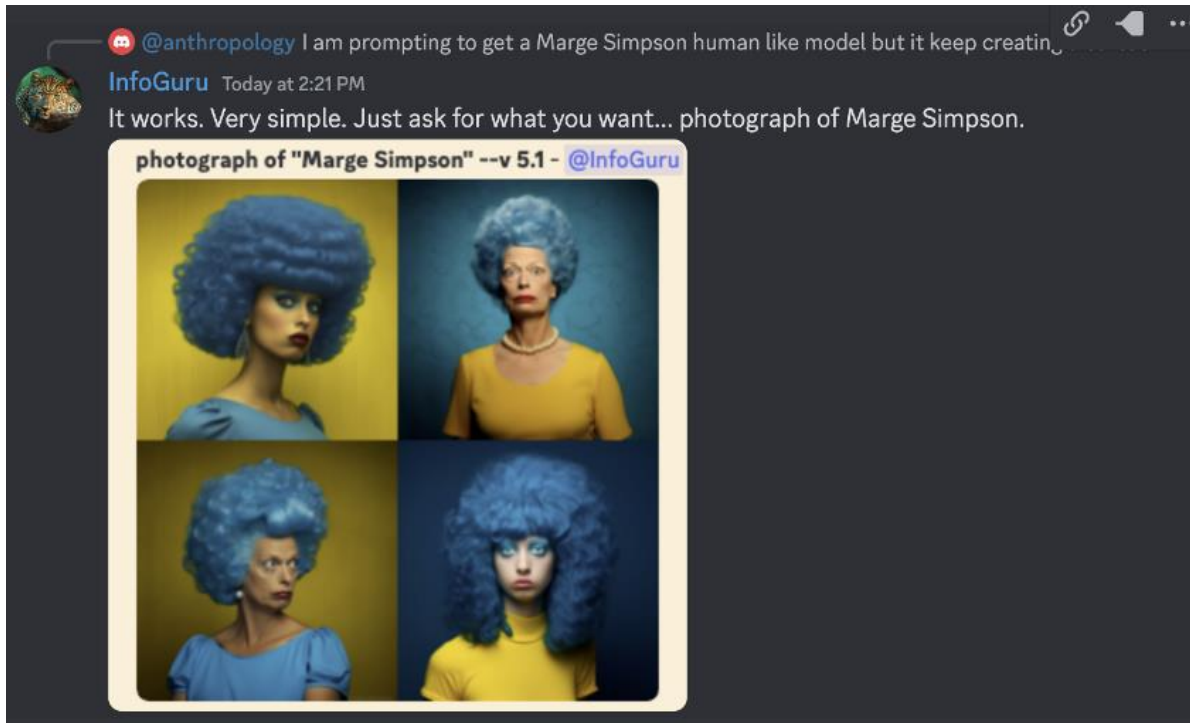 @anthropology I am prompting to get a Marge Simpson human like model but it keep creating
InfoGuru Today at 2:21 PM
It works. Very simple. Just ask for what you want... photograph of Marge Simpson.
photograph of "Marge Simpson" --v 5.1 - @InfoGuru